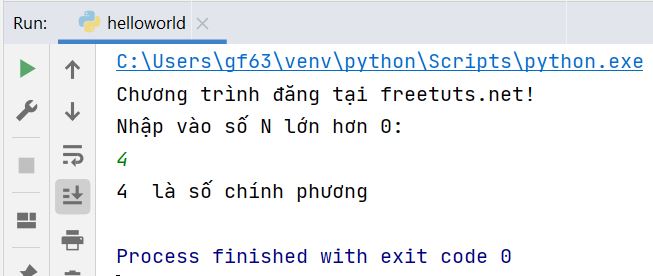 Run: helloworld
C:\Users\gf63\venv\python\Scripts\python.exe
Chương trình đăng tại freetuts.net!
Nhập vào số N lớn hơn 0:
4
4  là số chính phương
Process finished with exit code 0